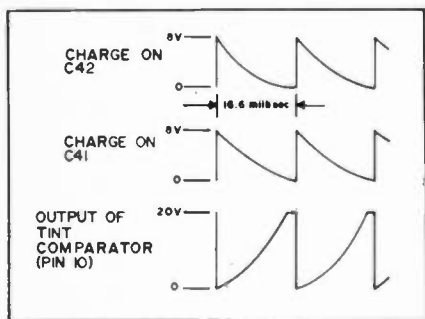 CHARGE ON
C42
8V
0
16.6 millisec
CHARGE ON
C41
8V
0
OUTPUT OF
TINT
COMPARATOR
(PIN 10)
20V
0